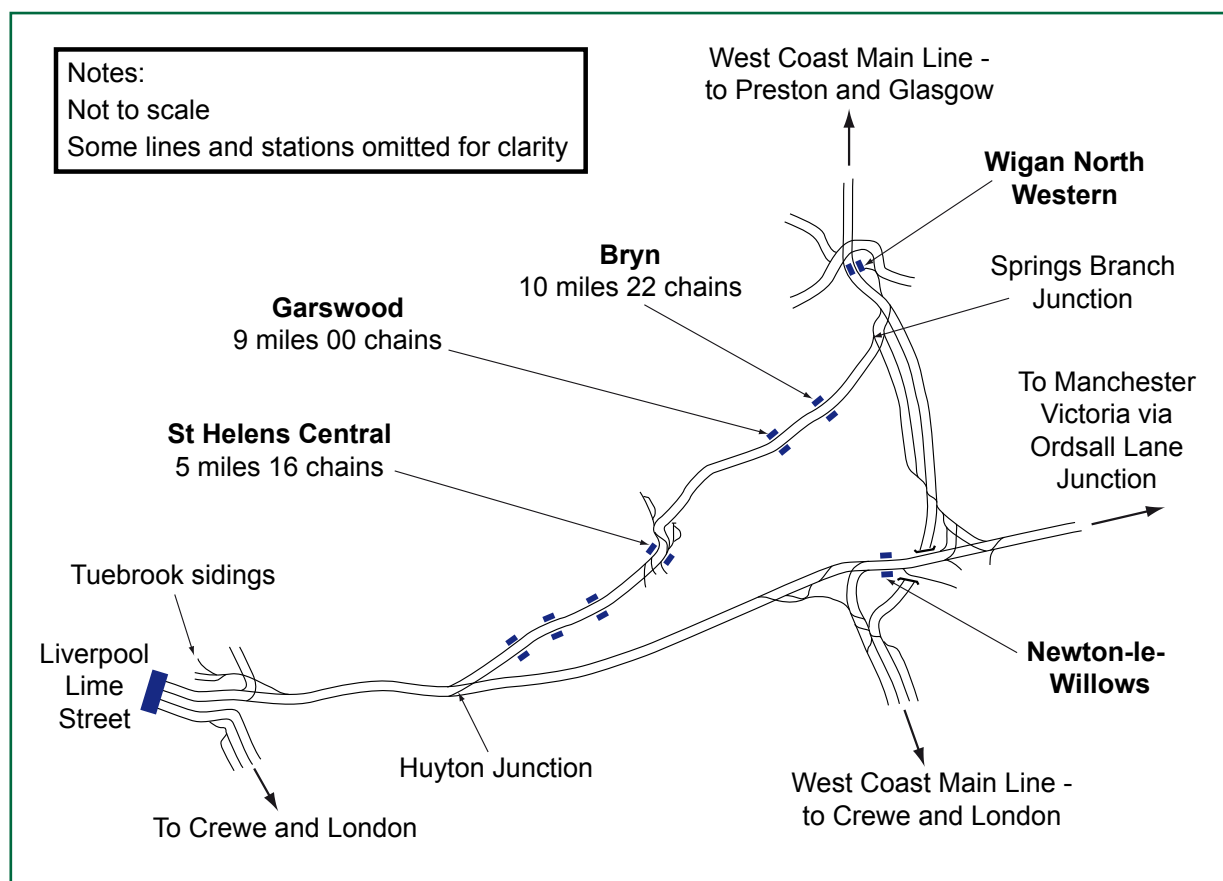 Notes:
Not to scale
Some lines and stations omitted for clarity
West Coast Main Line -
to Preston and Glasgow
Wigan North
Western
Bryn
10 miles 22 chains
Springs Branch
Junction
Garswood
9 miles 00 chains
To Manchester
Victoria via
Ordsall Lane
Junction
St Helens Central
5 miles 16 chains
Tuebrook sidings
Liverpool
Lime
Street
Newton-le-
Willows
Huyton Junction
West Coast Main Line -
to Crewe and London
To Crewe and London